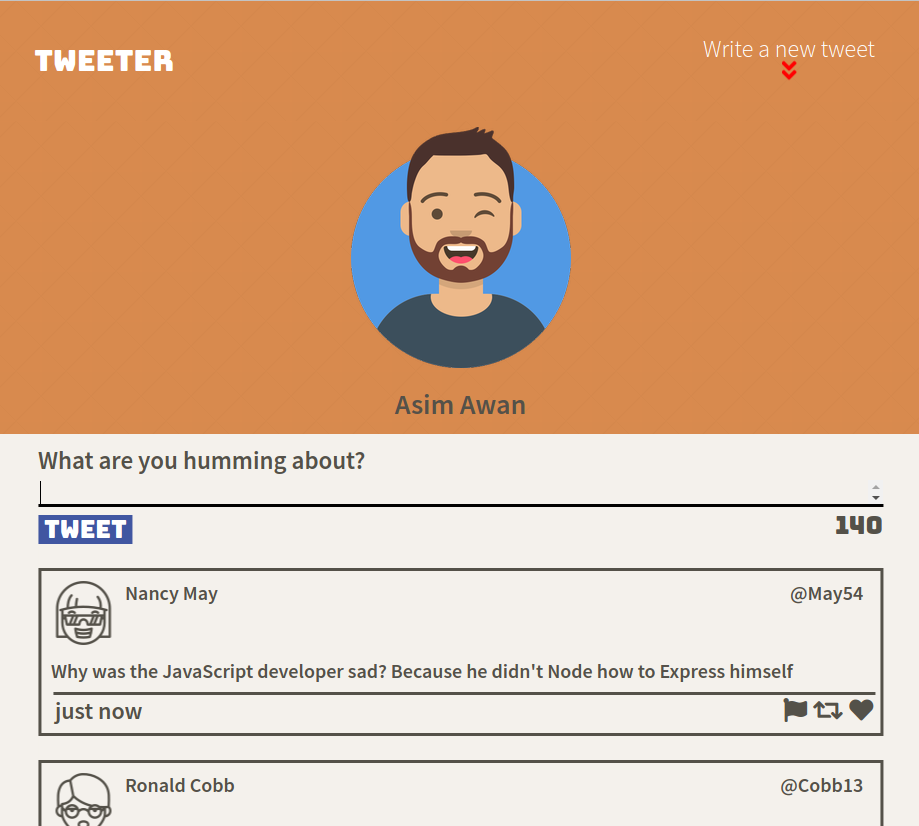 TWEETER
Write a new tweet
Asim Awan
What are you humming about?
TWEET
140
Nancy May
@May54
Why was the JavaScript developer sad? Because he didn't Node how to Express himself
just now
Ronald Cobb
@Cobb13